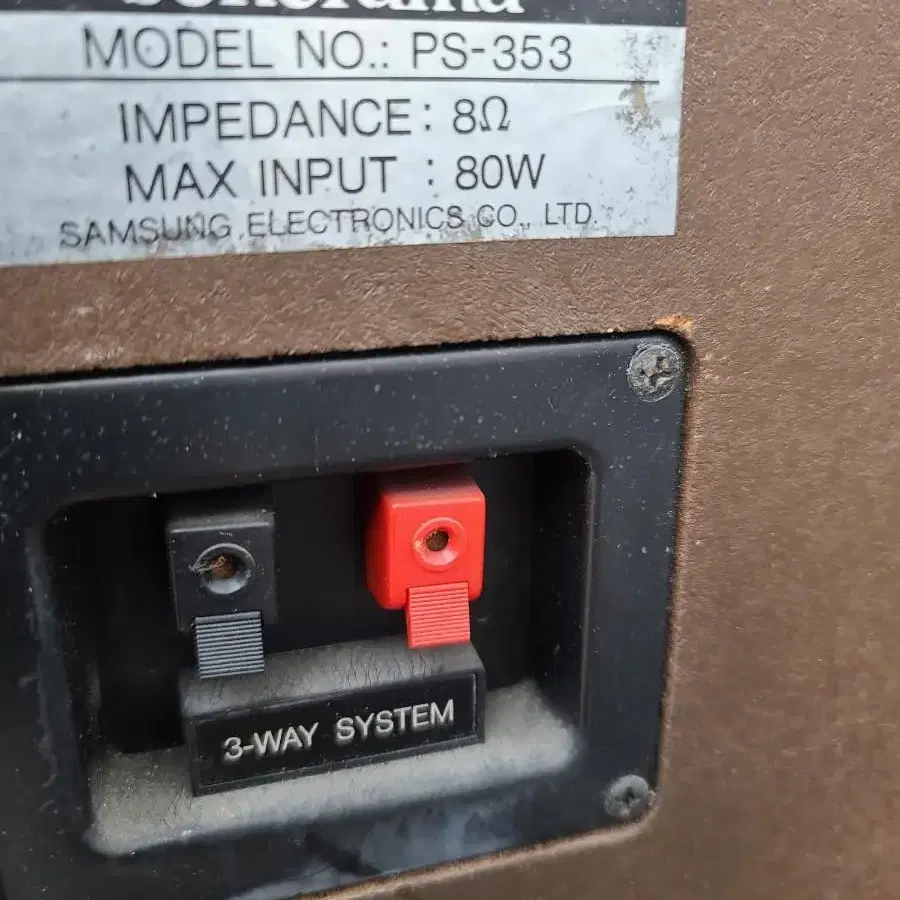 MODEL NO.: PS-353
IMPEDANCE: 8Ω
MAX INPUT : 80W
SAMSUNG ELECTRONICS CO., LTD.
3-WAY SYSTEM